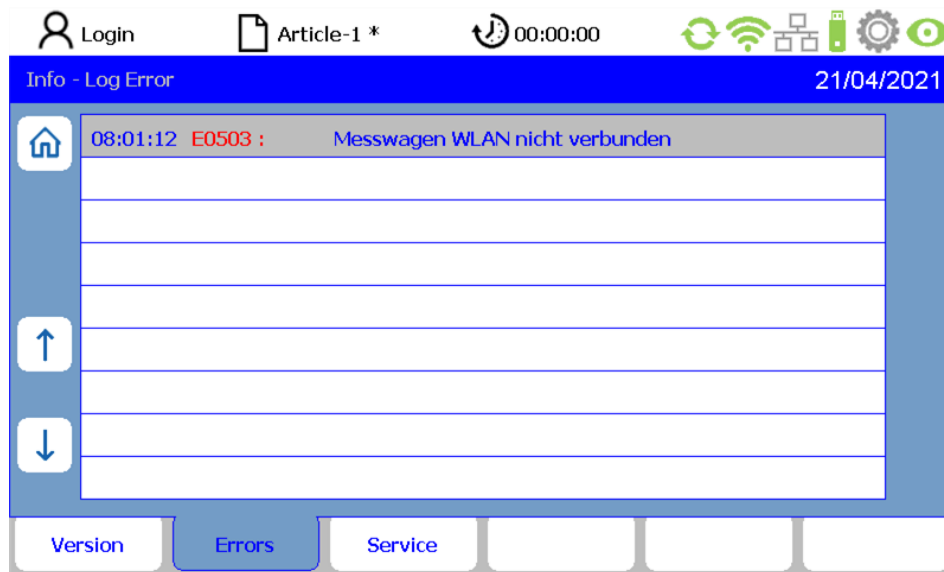 Login Article-1 * 00:00:00
Info - Log Error 21/04/2021
08:01:12 E0503 : Messwagen WLAN nicht verbunden
Version Errors Service